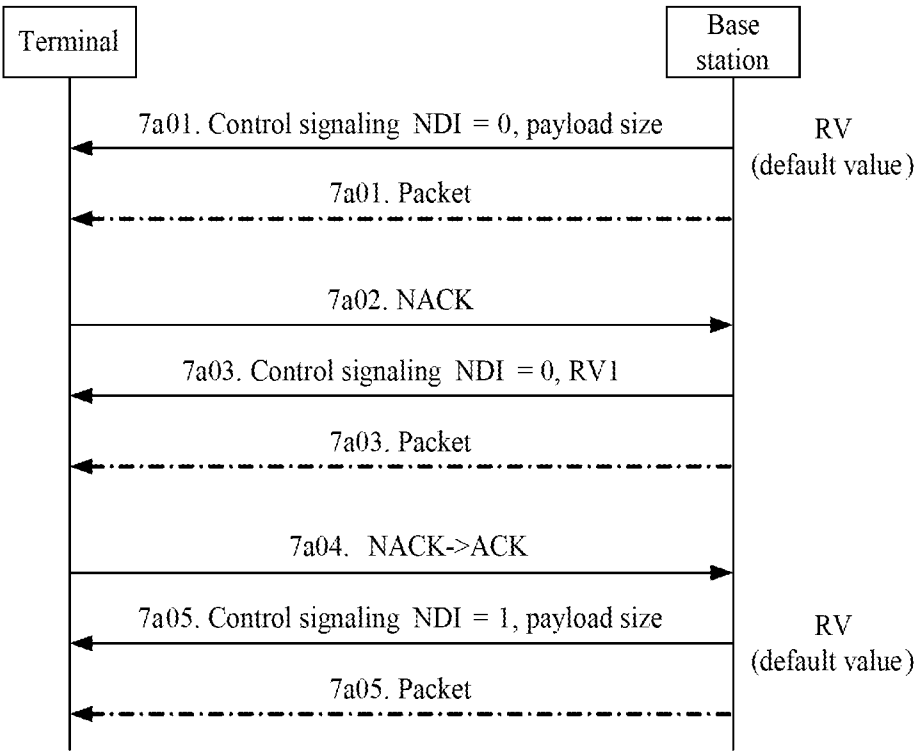 Terminal
Base
station
7a01. Control signaling NDI = 0, payload size
RV
(default value)
7a01. Packet
7a02. NACK
7a03. Control signaling NDI = 0, RV1
7a03. Packet
7a04. NACK->ACK
7a05. Control signaling NDI = 1, payload size
RV
(default value)
7a05. Packet